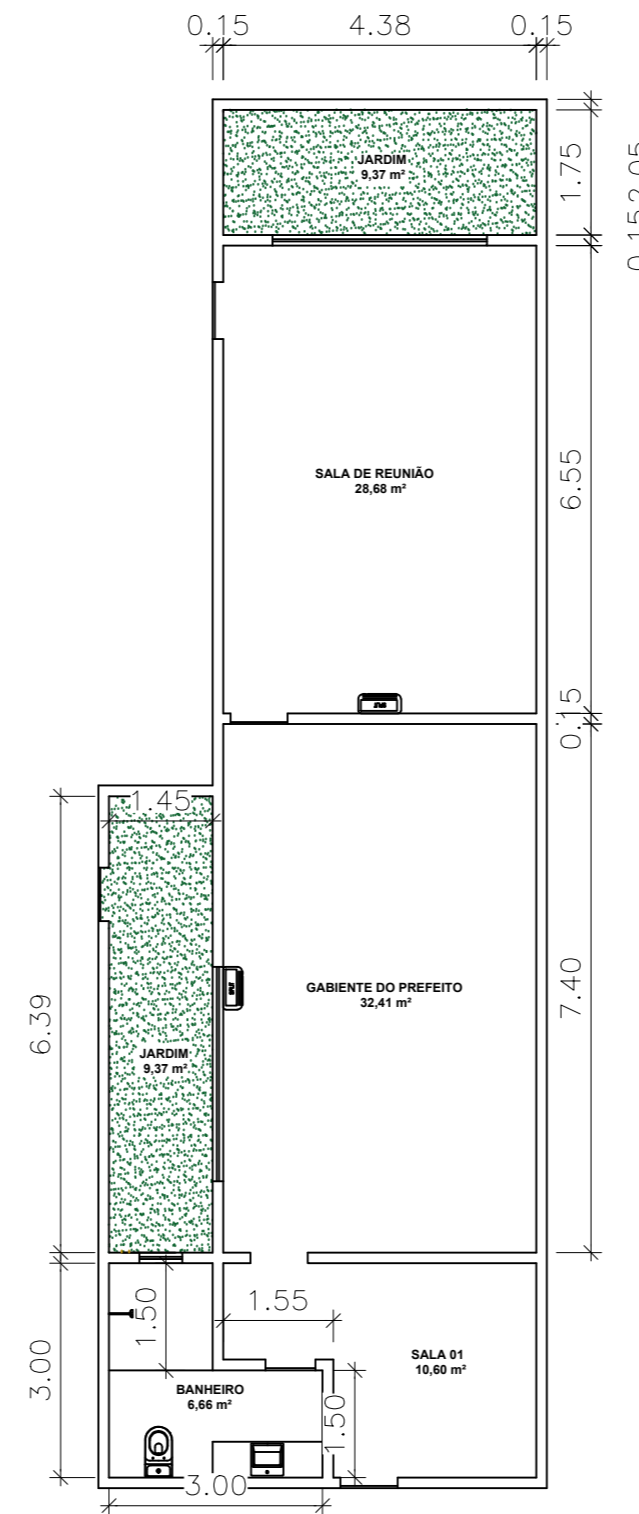 0.15 4.38 0.15
JARDIM
9,37 m²
1.75
0.15 2.05
SALA DE REUNIÃO
28,68 m²
6.55
0.15
1.45
GABIENTE DO PREFEITO
32,41 m²
7.40
6.39
JARDIM
9,37 m²
1.50
1.55
SALA 01
10,60 m²
3.00
BANHEIRO
6,66 m²
1.50
3.00